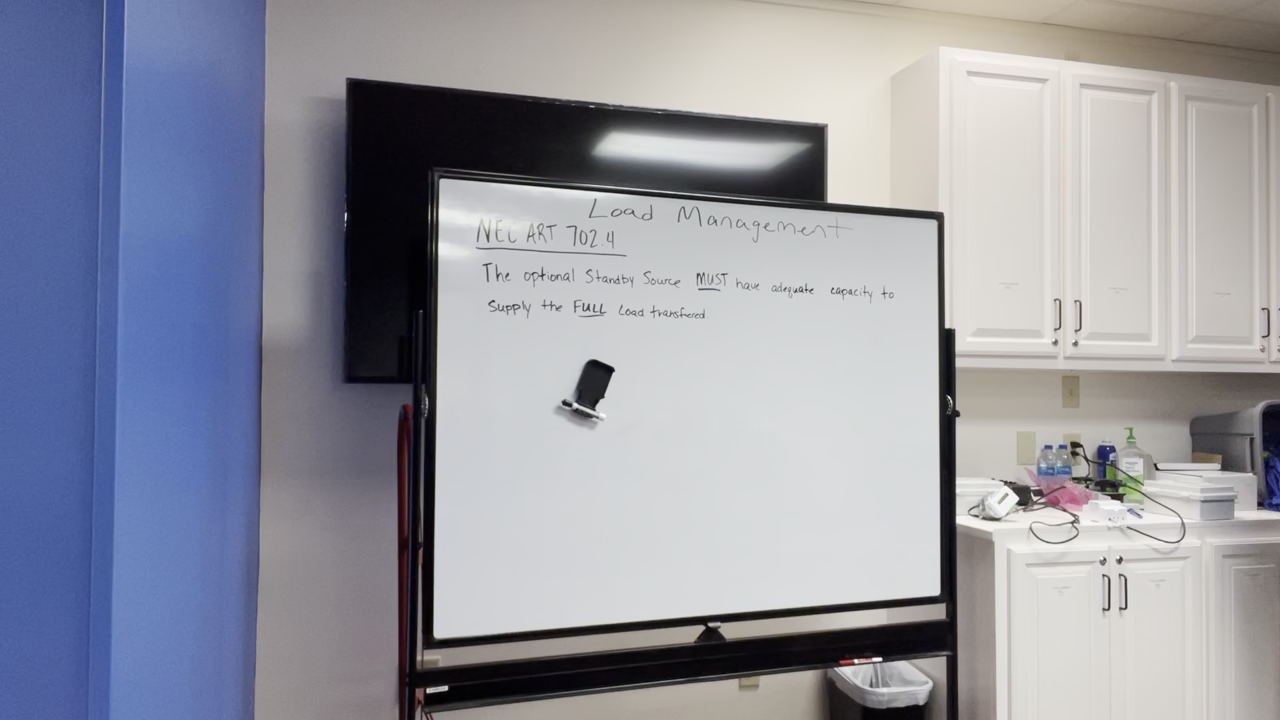 Load Management
NEC ART 702.4
The optional Standby Source MUST have adequate capacity to
Supply the FULL Load transfered.